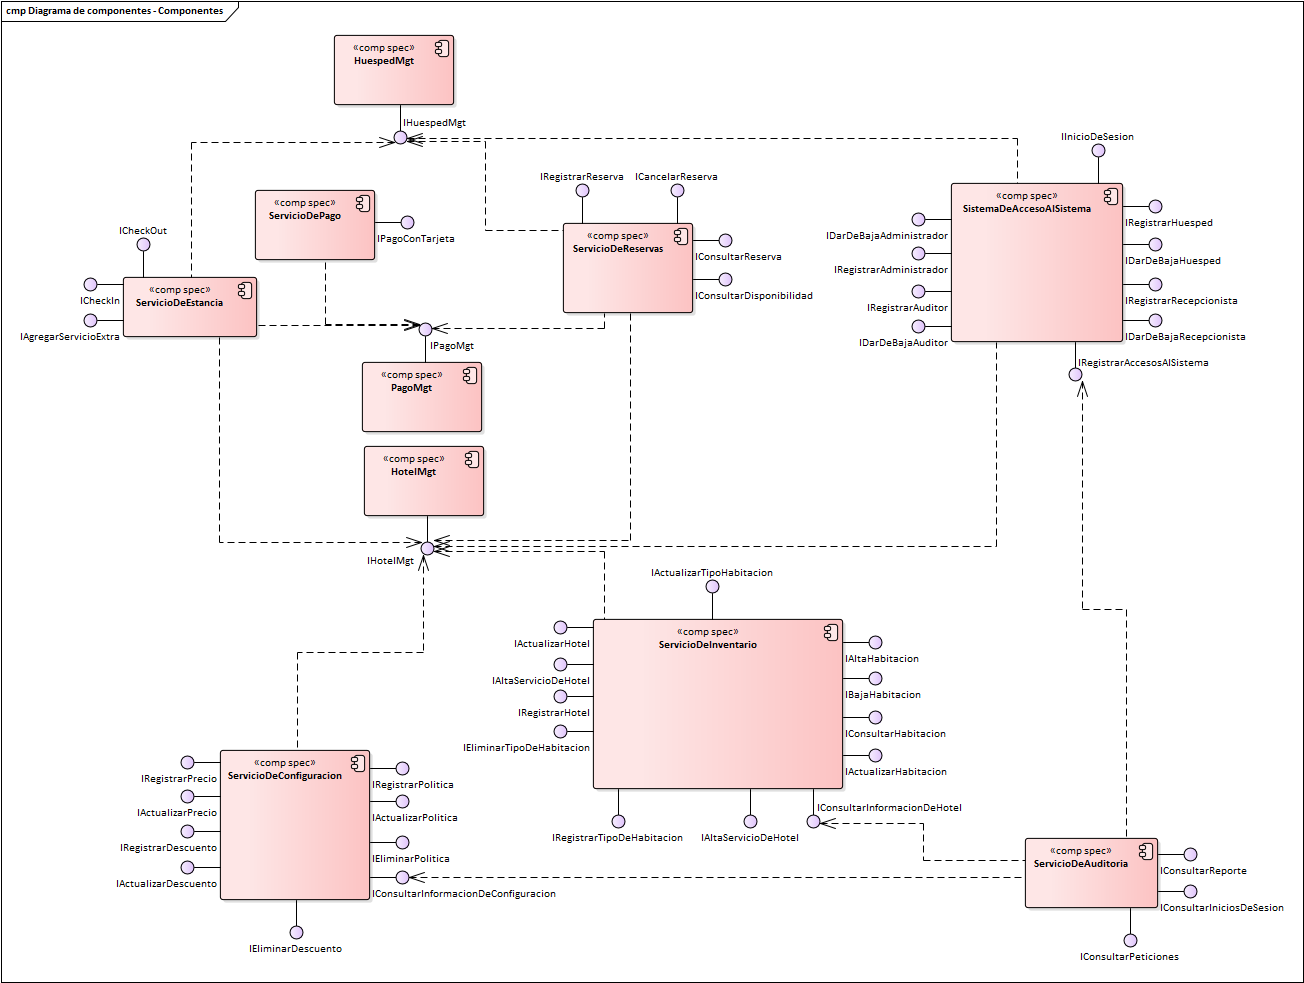 cmp Diagrama de componentes - Componentes
«comp spec»
HuespedMgt
IHuespedMgt
IInicioDeSesion
«comp spec»
ServicioDePago
IPagoConTarjeta
IRegistrarReserva
ICancelarReserva
«comp spec»
ServicioDeReservas
IConsultarReserva
IConsultarDisponibilidad
«comp spec»
SistemaDeAccesoAlSistema
IDarDeBajaAdministrador
IRegistrarAdministrador
IRegistrarAuditor
IDarDeBajaAuditor
IRegistrarHuesped
IDarDeBajaHuesped
IRegistrarRecepcionista
IDarDeBajaRecepcionista
IRegistrarAccesosAlSistema
ICheckOut
ICheckIn
IAgregarServicioExtra
«comp spec»
ServicioDeEstancia
IPagoMgt
«comp spec»
PagoMgt
«comp spec»
HotelMgt
IHotelMgt
IActualizarTipoHabitacion
«comp spec»
ServicioDeInventario
IActualizarHotel
IAltaServicioDeHotel
IRegistrarHotel
IEliminarTipoDeHabitacion
IAltaHabitacion
IBajaHabitacion
IConsultarHabitacion
IActualizarHabitacion
IRegistrarTipoDeHabitacion
IAltaServicioDeHotel
IConsultarInformacionDeHotel
«comp spec»
ServicioDeConfiguracion
IRegistrarPrecio
IActualizarPrecio
IRegistrarDescuento
IActualizarDescuento
IRegistrarPolitica
IActualizarPolitica
IEliminarPolitica
IConsultarInformacionDeConfiguracion
IEliminarDescuento
«comp spec»
ServicioDeAuditoria
IConsultarReporte
IConsultarIniciosDeSesion
IConsultarPeticiones